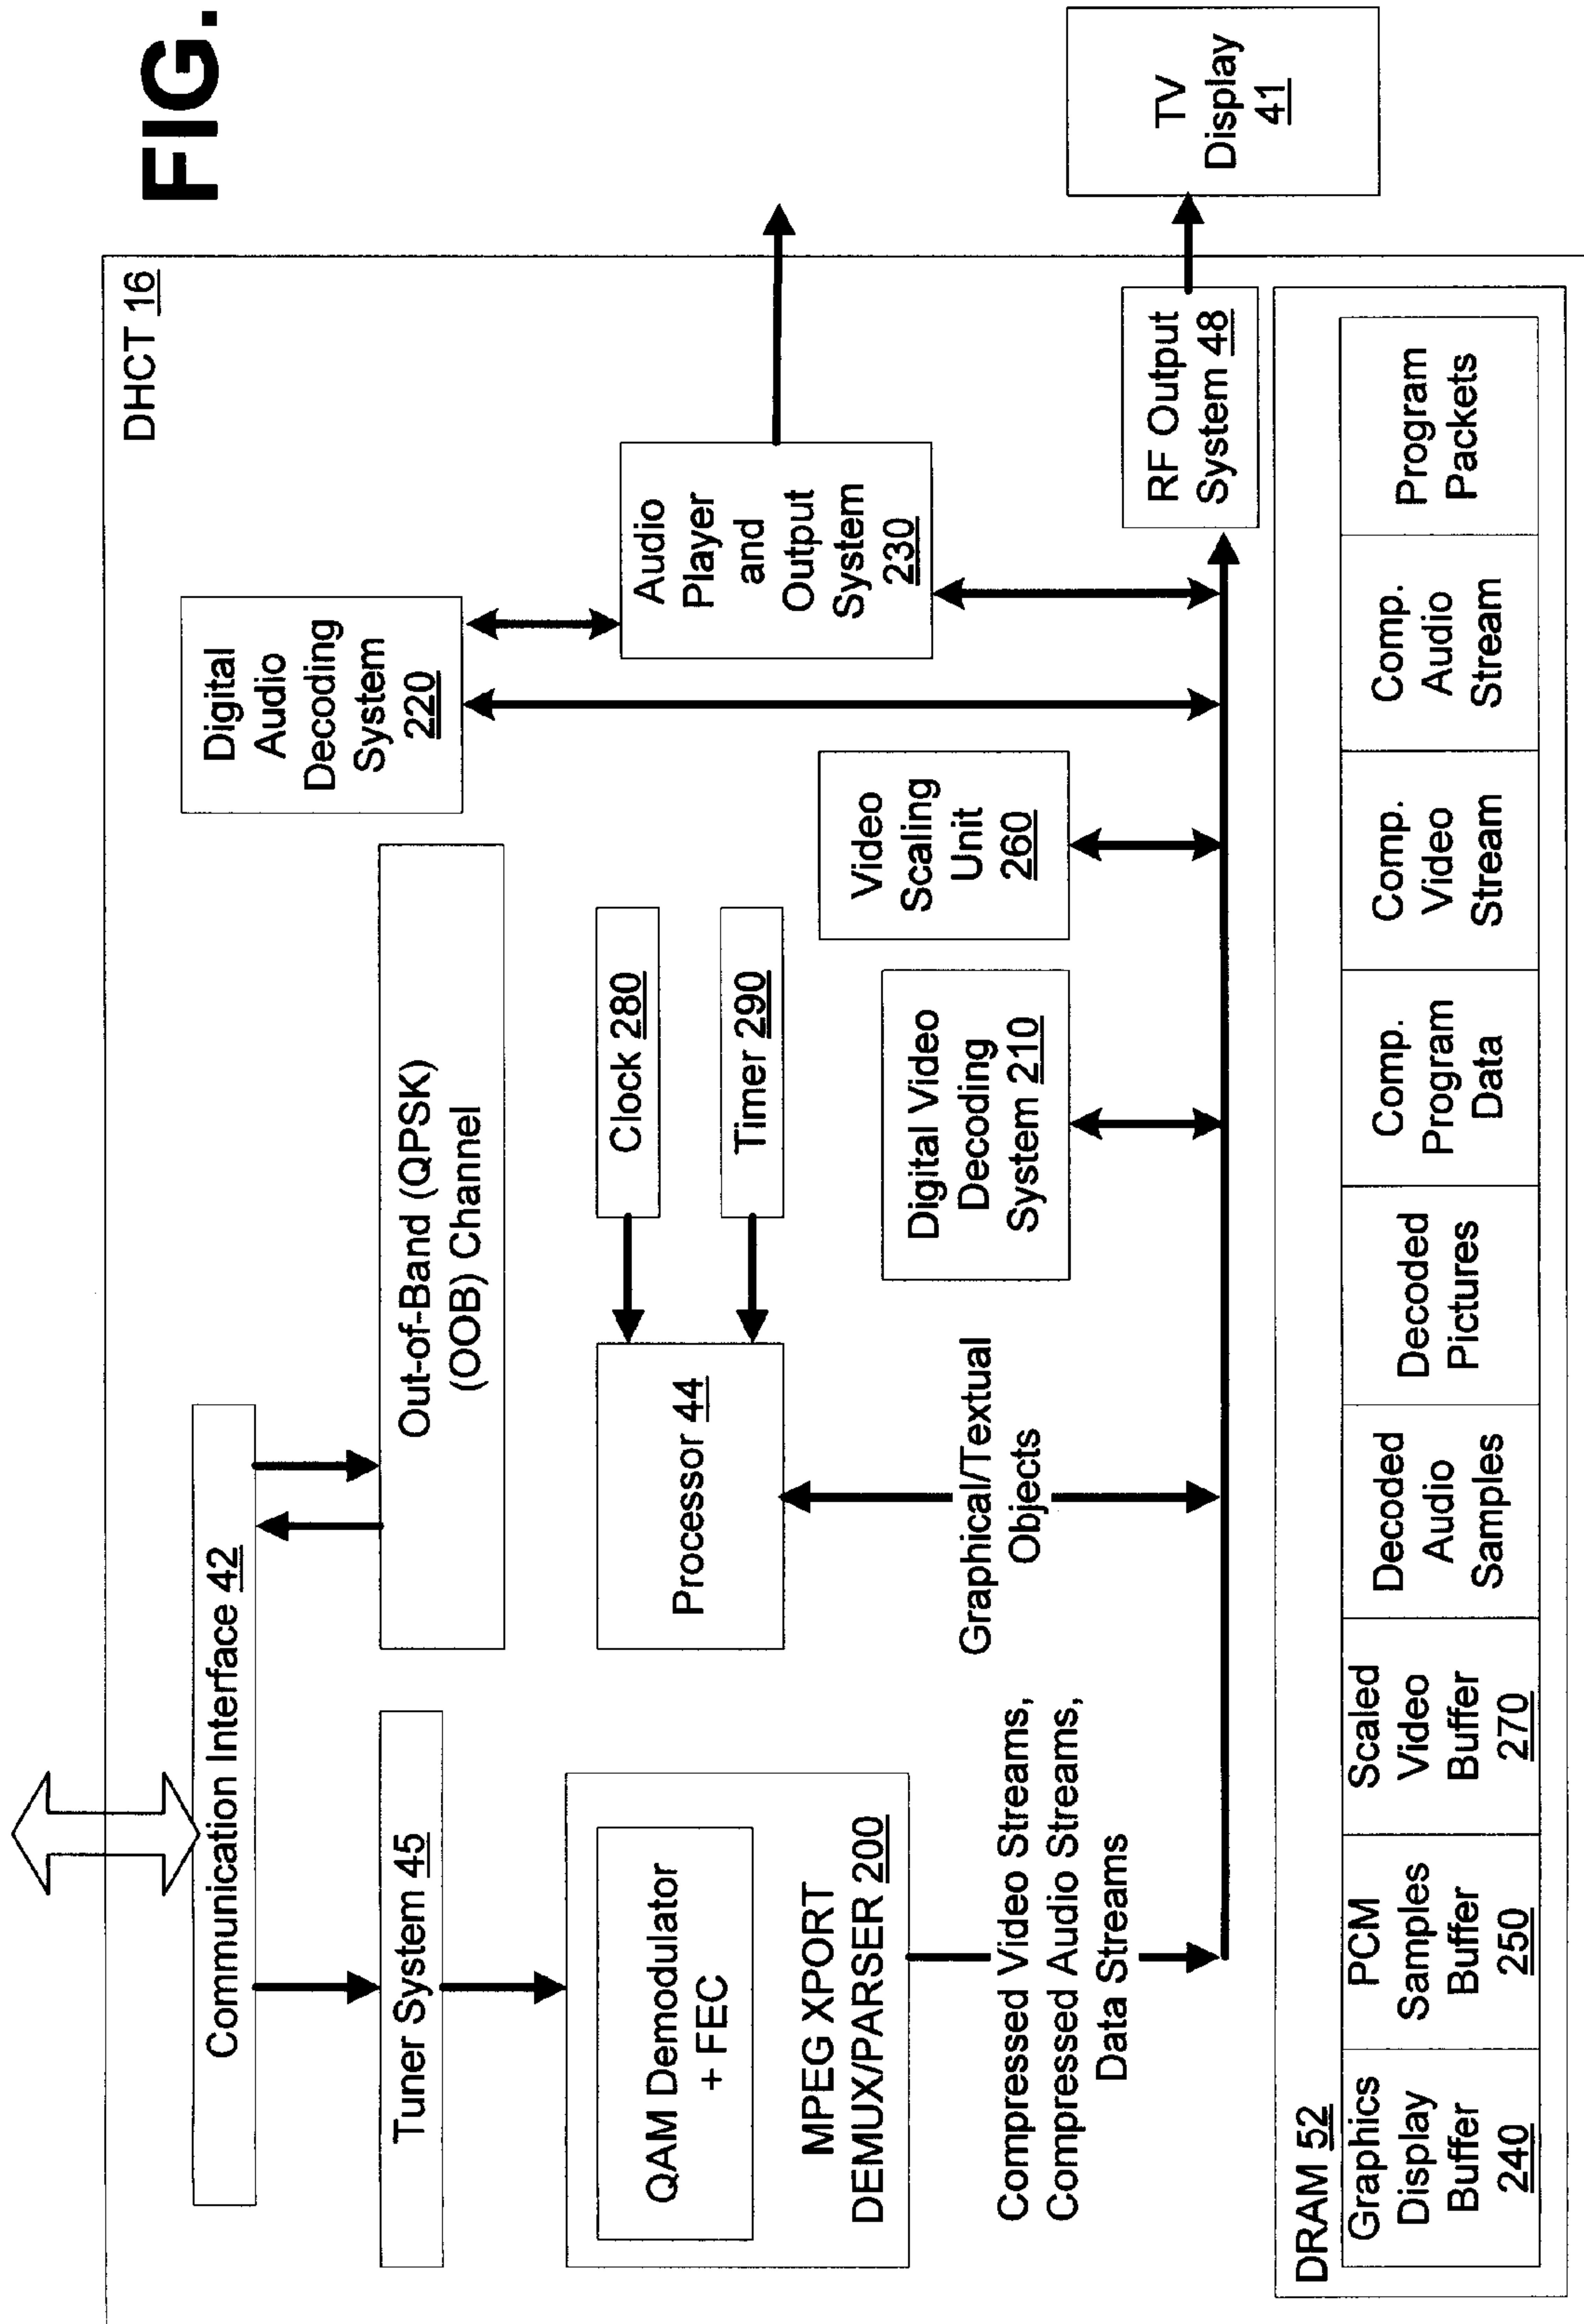 FIG.
DHCT 16
Communication Interface 42
Tuner System 45
Out-of-Band (QPSK)
(OOB) Channel
Digital
Audio
Decoding
System
220
QAM Demodulator
+ FEC
MPEG XPORT
DEMUX/PARSER 200
Processor 44
Clock 280
Timer 290
Audio
Player
and
Output
System
230
Video
Scaling
Unit
260
Digital Video
Decoding
System 210
Graphical/Textual
Objects
Compressed Video Streams,
Compressed Audio Streams,
Data Streams
RF Output
System 48
TV
Display
41
DRAM 52
Graphics
Display
Buffer
240
PCM
Samples
Buffer
250
Scaled
Video
Buffer
270
Decoded
Audio
Samples
Decoded
Pictures
Comp.
Program
Data
Comp.
Video
Stream
Comp.
Audio
Stream
Program
Packets